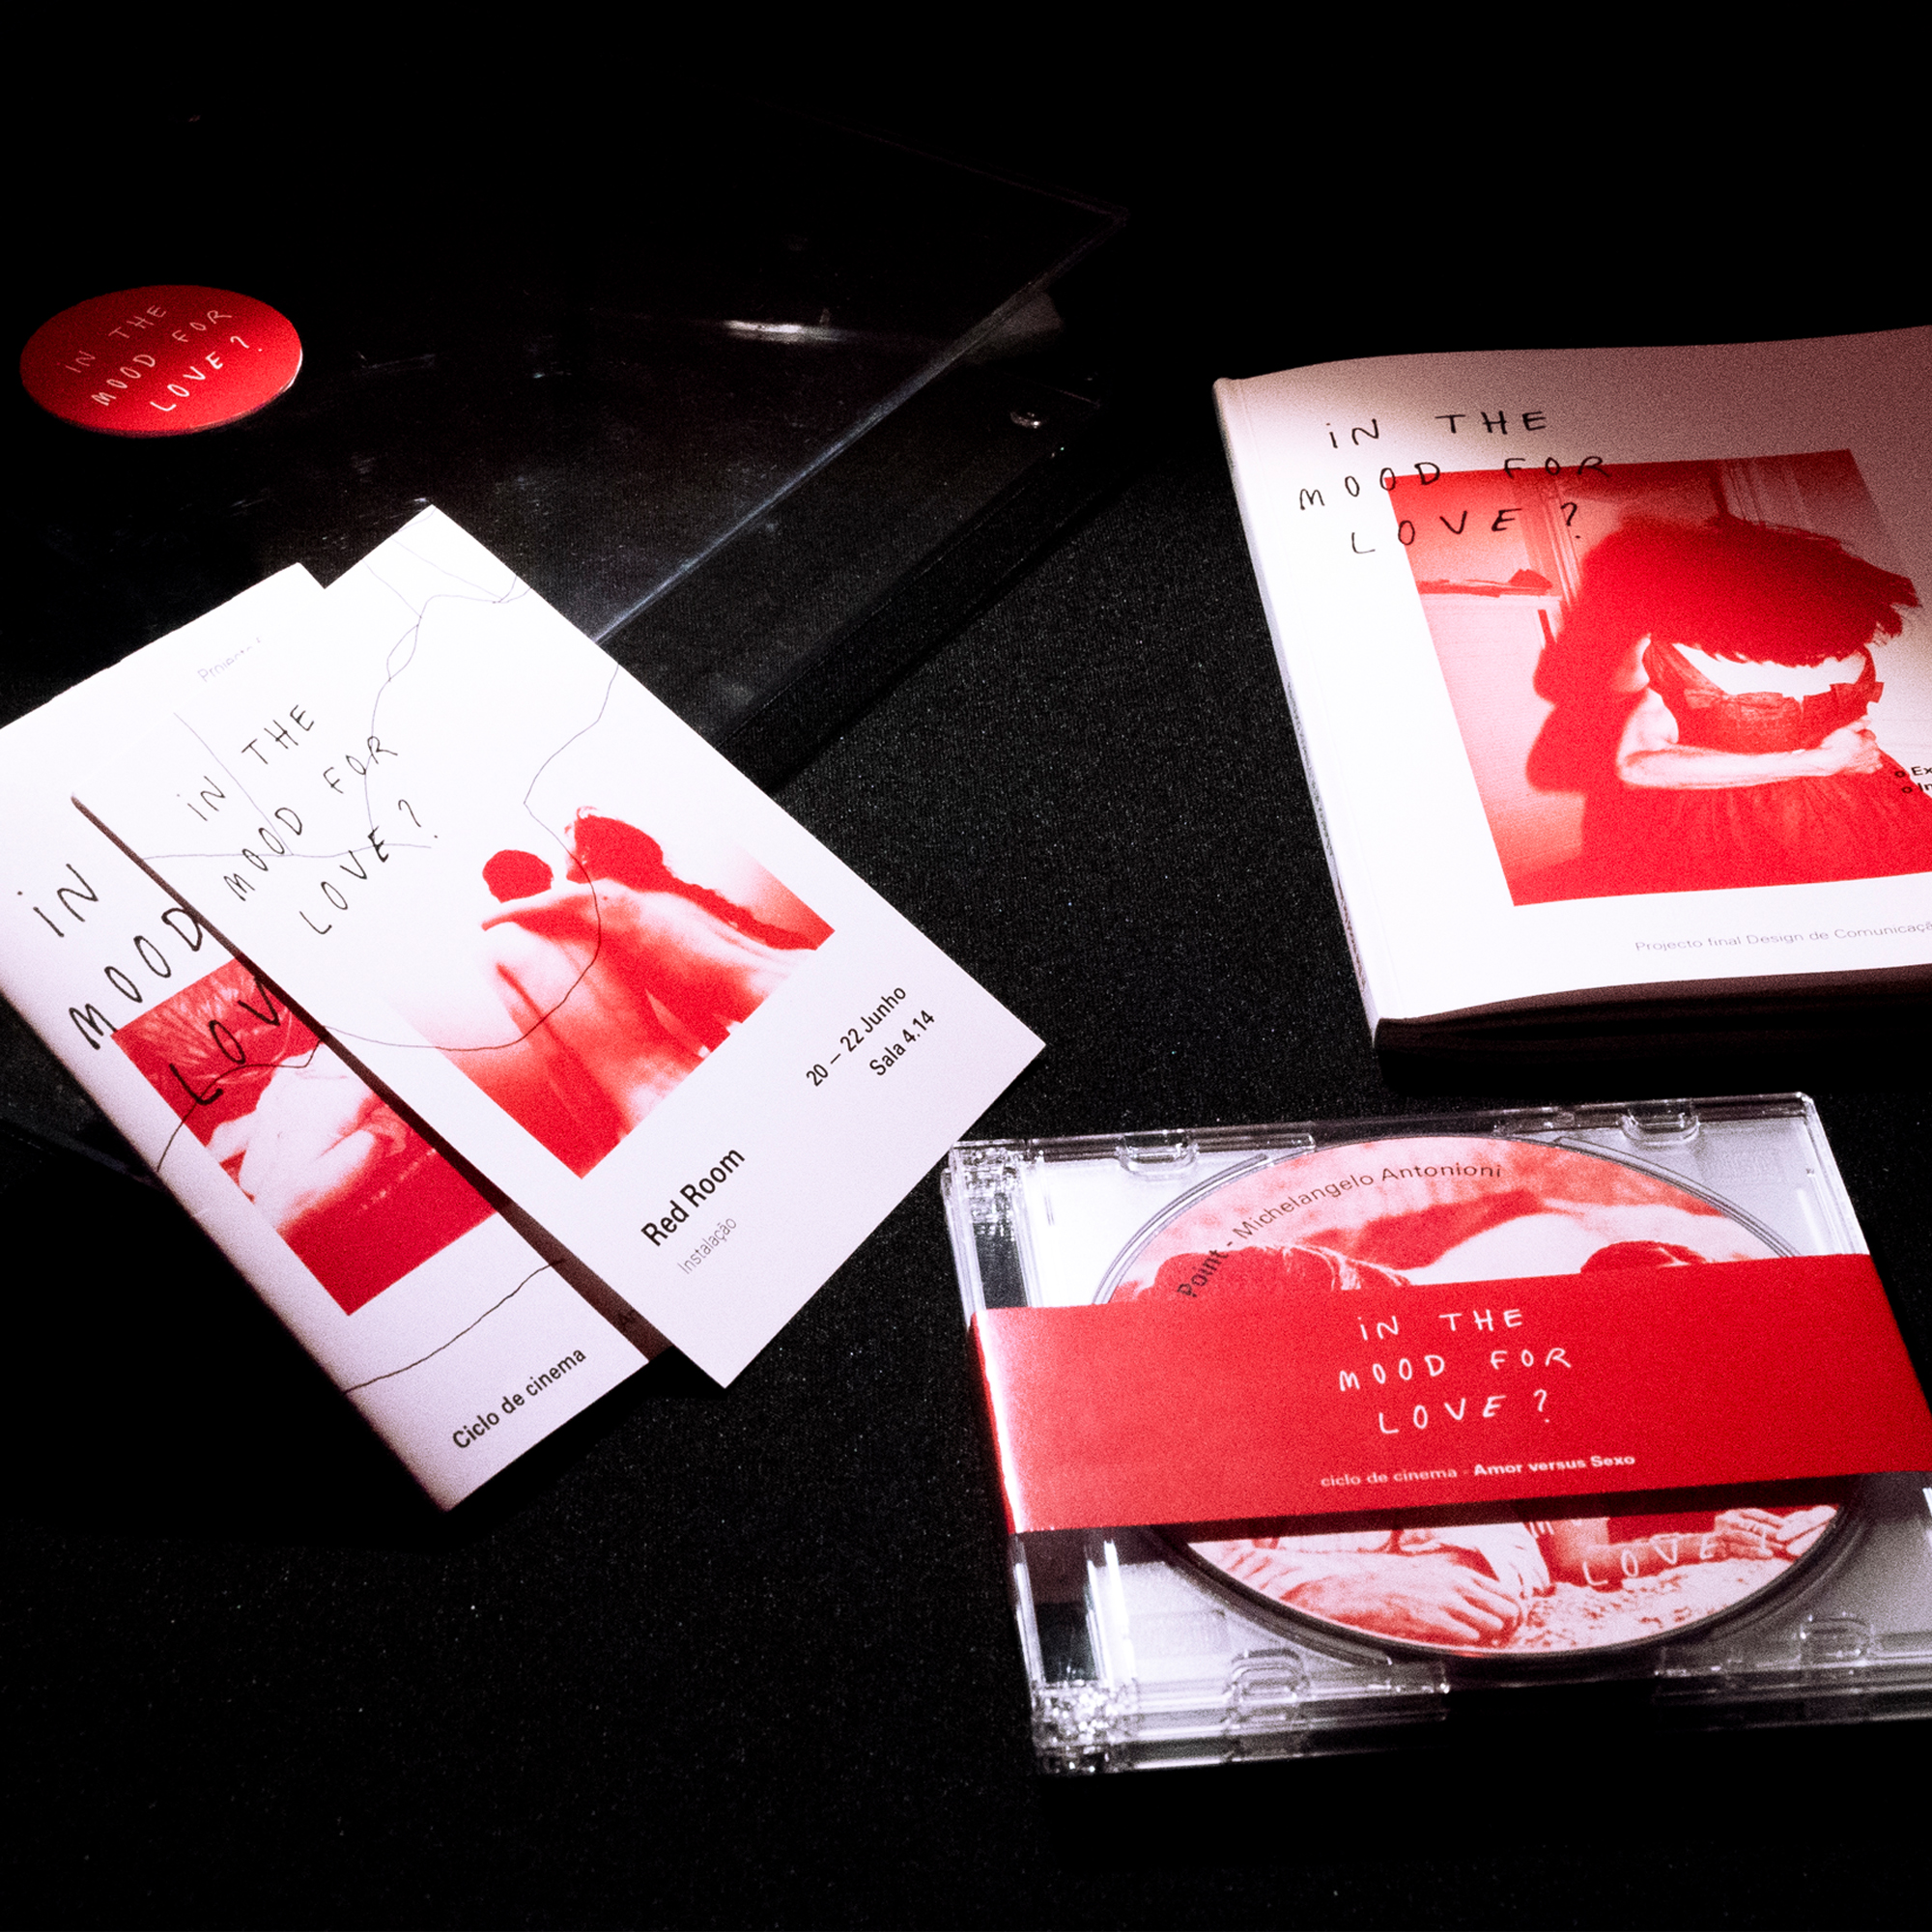 iN THE
MOOD FOR
LOVE?
iN THE
MOOD FOR
LOVE?
20 — 22 Junho
Sala 4.14
Red Room
Instalação
iN
MOOD
LOV
Ciclo de cinema
iN THE
MOOD FOR
LOVE?
Projecto final Design de Comunicaçã
Point - Michelangelo Antonioni
iN THE
MOOD FOR
LOVE?
ciclo de cinema - Amor versus Sexo
LOVE